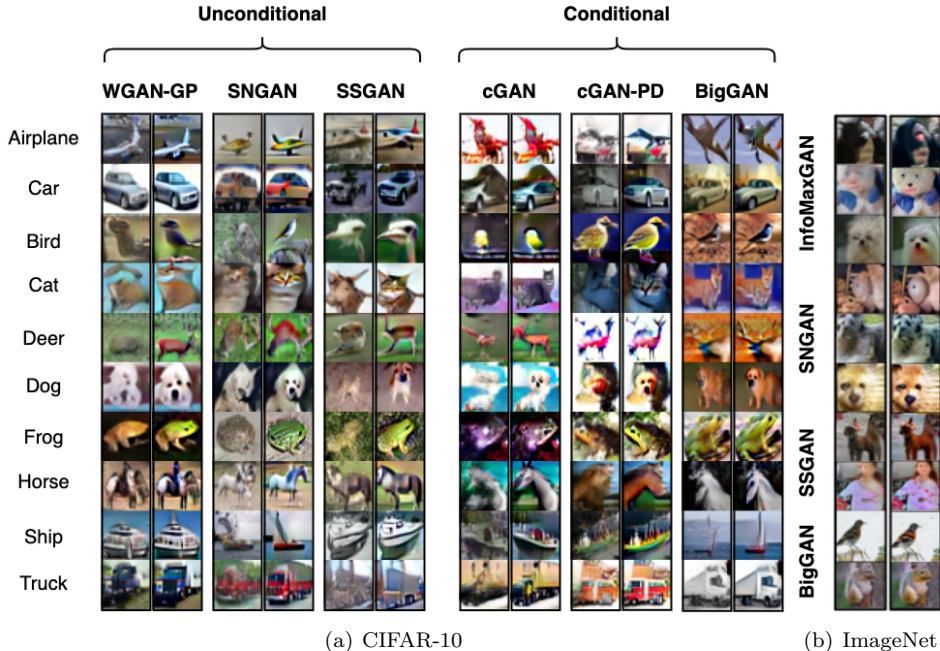 Unconditional
Conditional
WGAN-GP
SNGAN
SSGAN
cGAN
cGAN-PD
BigGAN
Airplane
Car
Bird
Cat
Deer
Dog
Frog
Horse
Ship
Truck
InfoMaxGAN
SNGAN
SSGAN
BigGAN
(a) CIFAR-10
(b) ImageNet